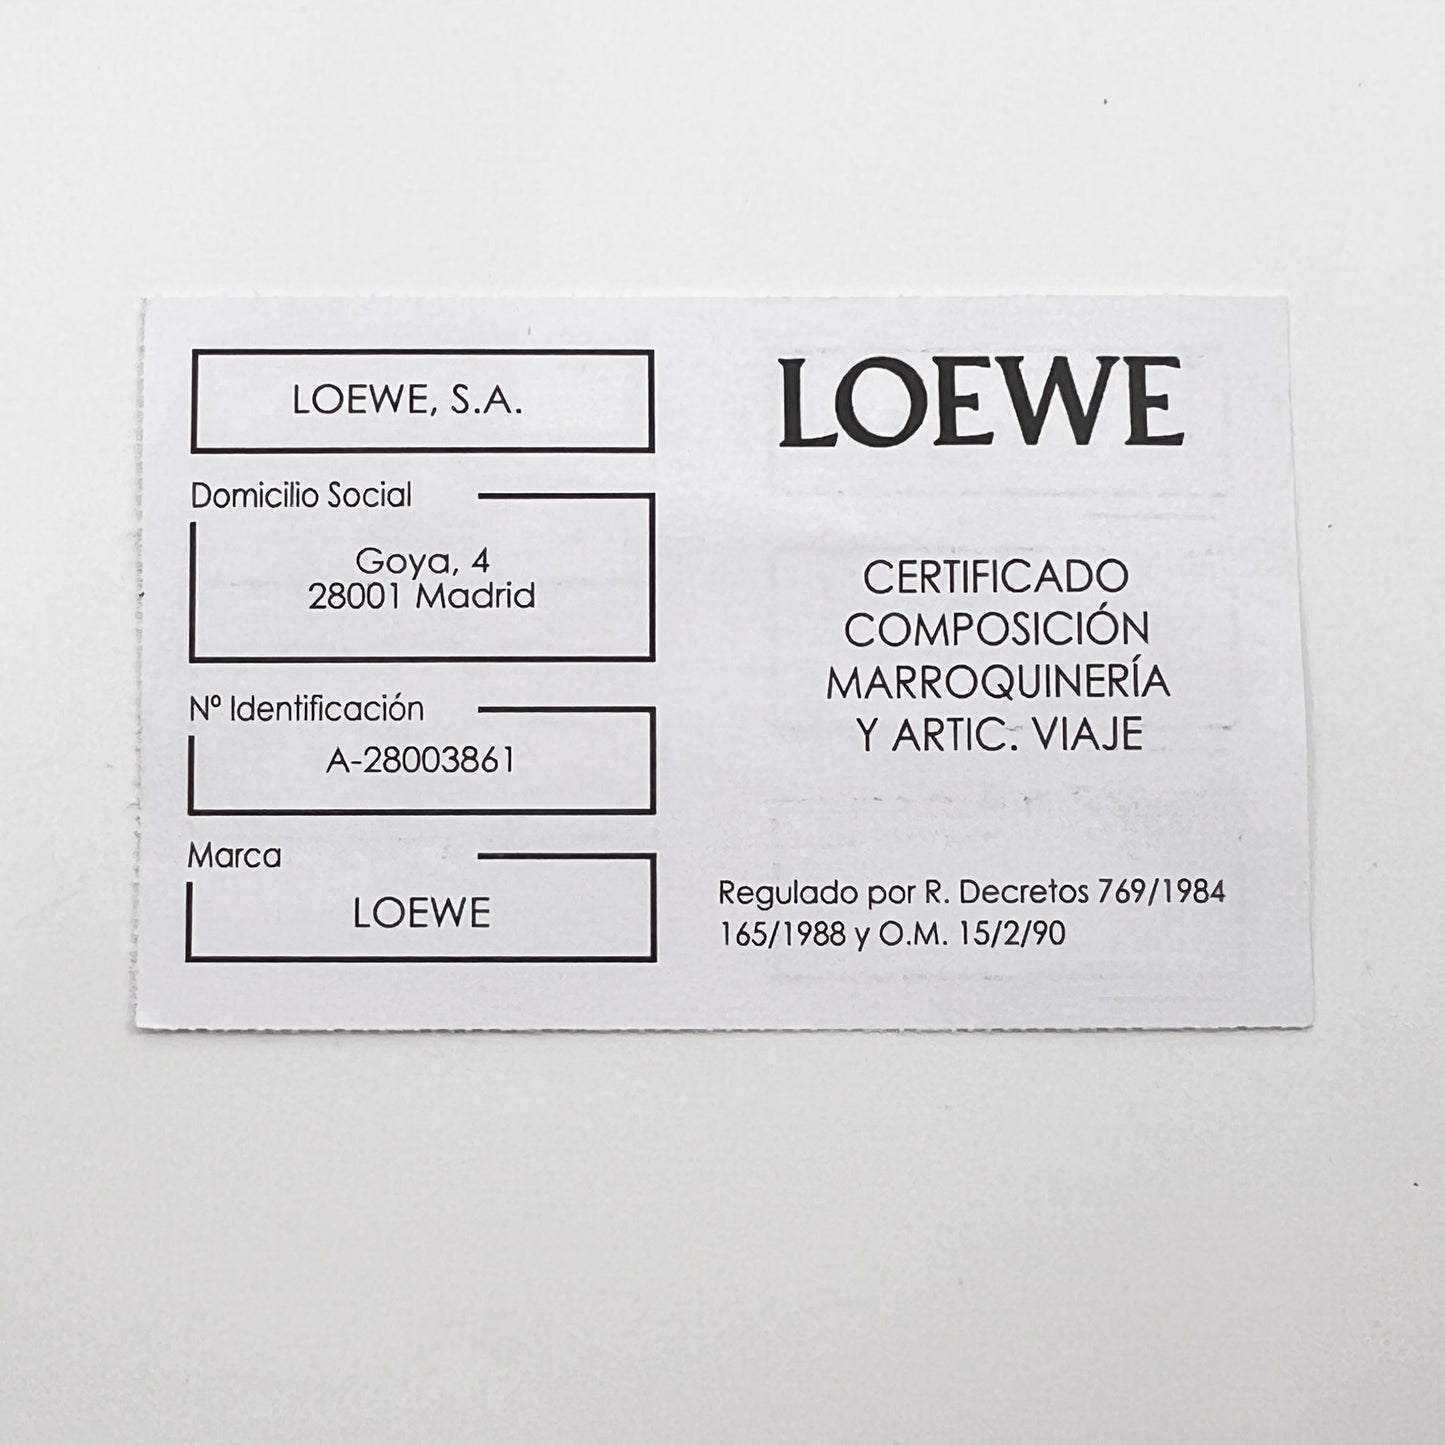 LOEWE, S.A.
Domicilio Social
Goya, 4
28001 Madrid
Nº Identificación
A-28003861
Marca
LOEWE
LOEWE
CERTIFICADO
COMPOSICIÓN
MARROQUINERÍA
Y ARTIC. VIAJE
Regulado por R. Decretos 769/1984
165/1988 y O.M. 15/2/90